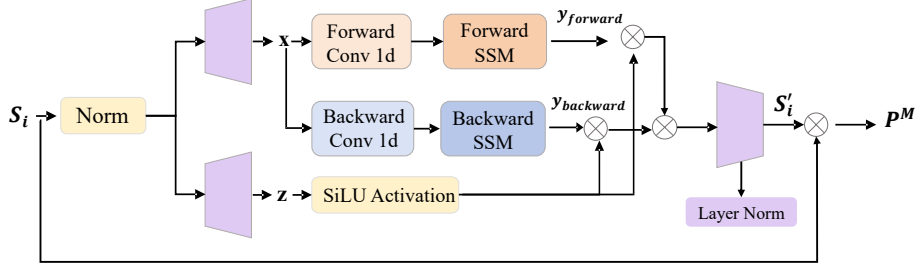 y_forward
x
Forward
Conv 1d
Forward
SSM
S_i
Norm
y_backward
Backward
Conv 1d
Backward
SSM
S'_i
P^M
z
SiLU Activation
Layer Norm